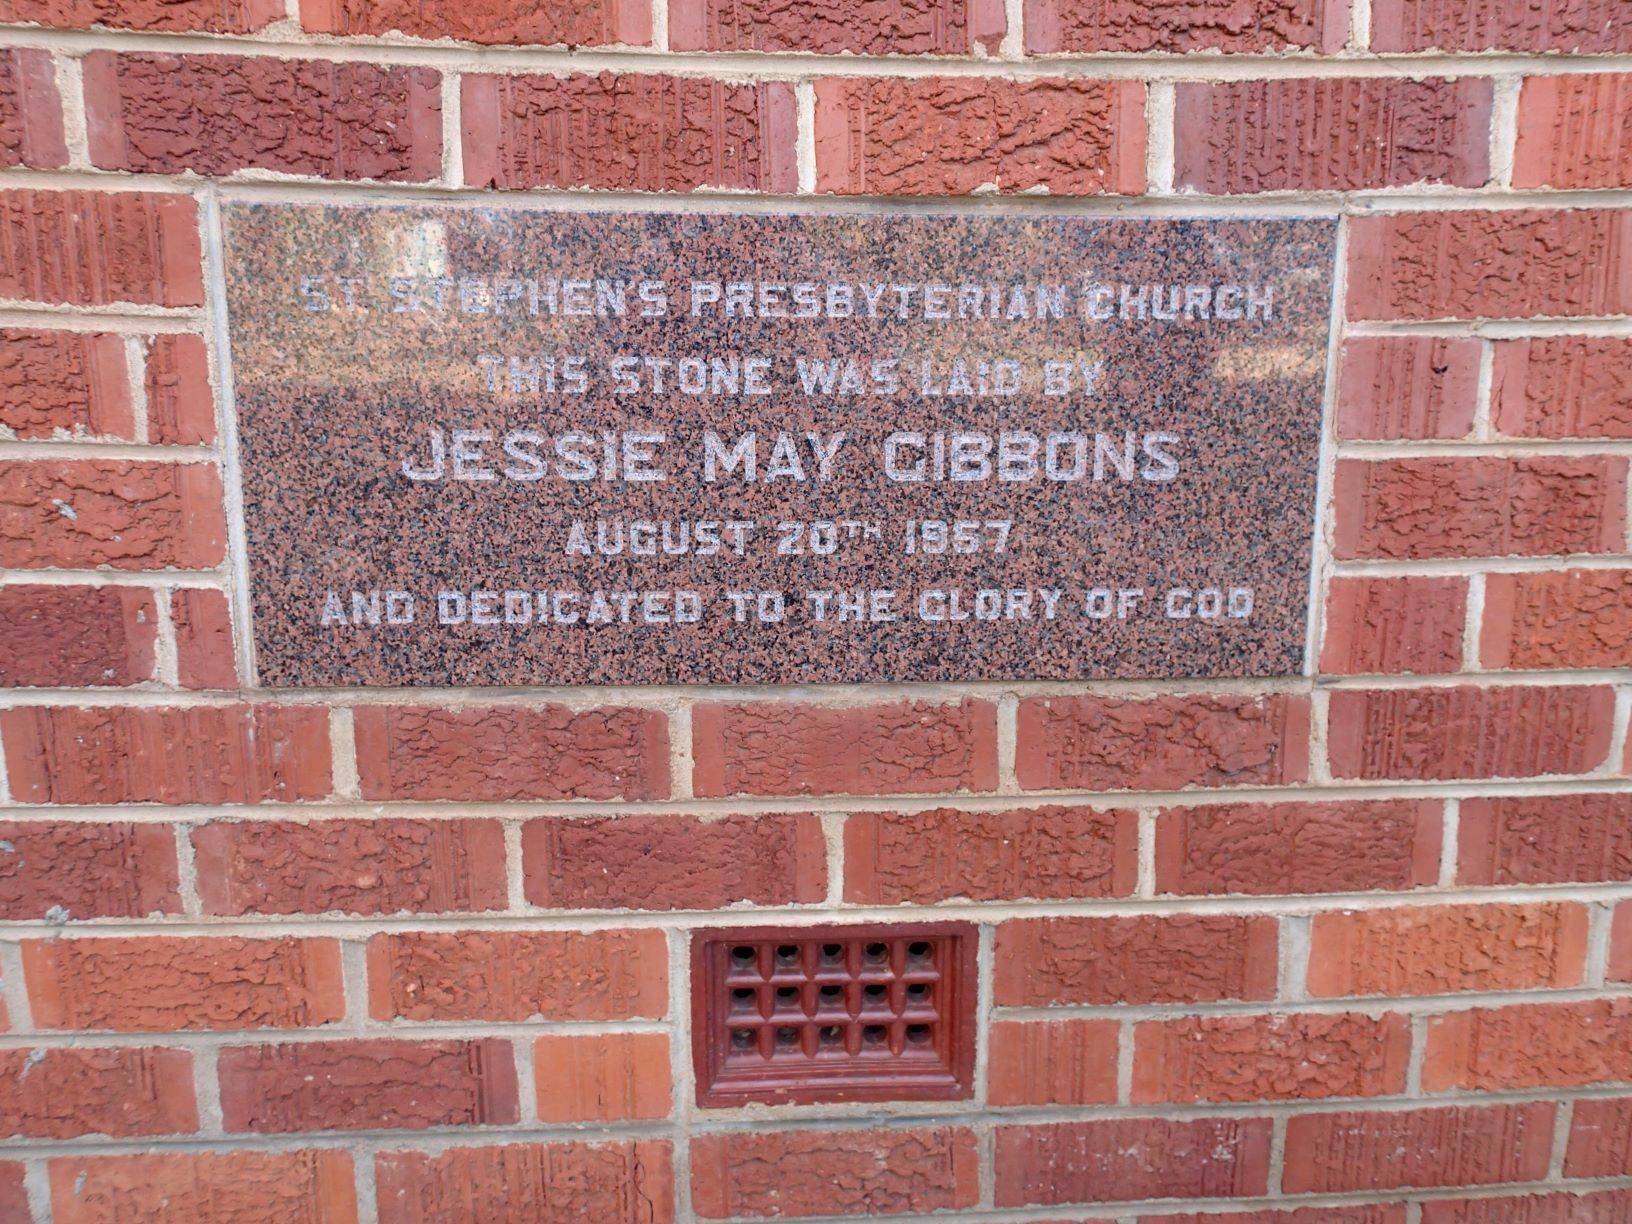 ST. STEPHEN'S PRESBYTERIAN CHURCH
THIS STONE WAS LAID BY
JESSIE MAY GIBBONS
AUGUST 20TH 1957
AND DEDICATED TO THE GLORY OF GOD